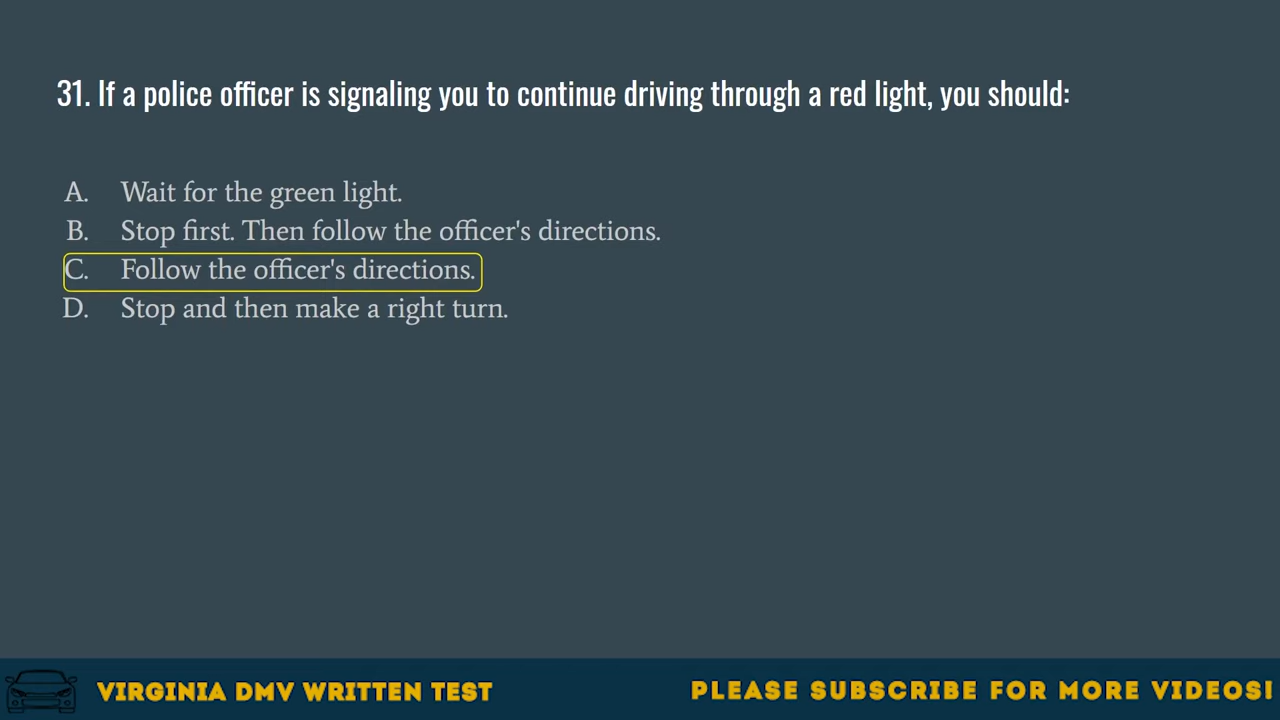 31. If a police officer is signaling you to continue driving through a red light, you should:
A. Wait for the green light.
B. Stop first. Then follow the officer's directions.
C. Follow the officer's directions.
D. Stop and then make a right turn.
VIRGINIA DMV WRITTEN TEST
PLEASE SUBSCRIBE FOR MORE VIDEOS!